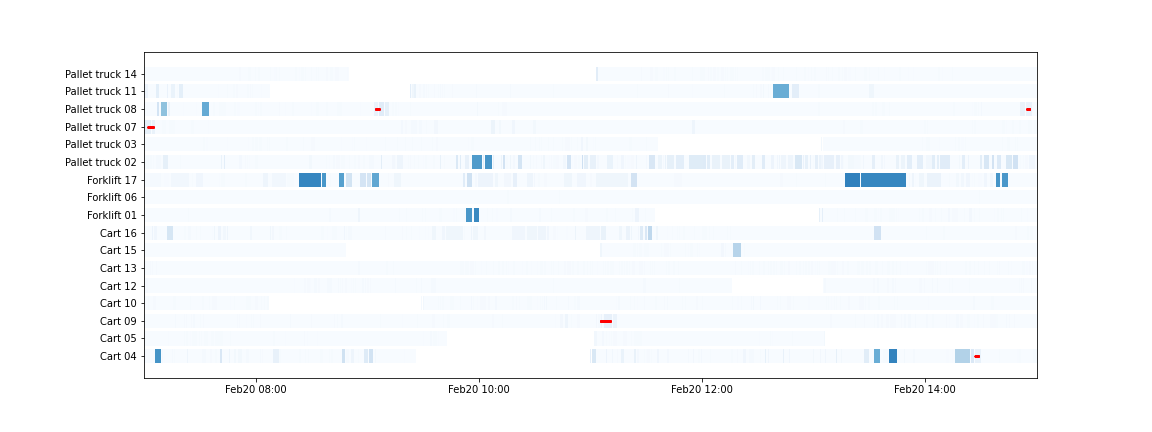 Pallet truck 14
Pallet truck 11
Pallet truck 08
Pallet truck 07
Pallet truck 03
Pallet truck 02
Forklift 17
Forklift 06
Forklift 01
Cart 16
Cart 15
Cart 13
Cart 12
Cart 10
Cart 09
Cart 05
Cart 04
Feb20 08:00 Feb20 10:00 Feb20 12:00 Feb20 14:00